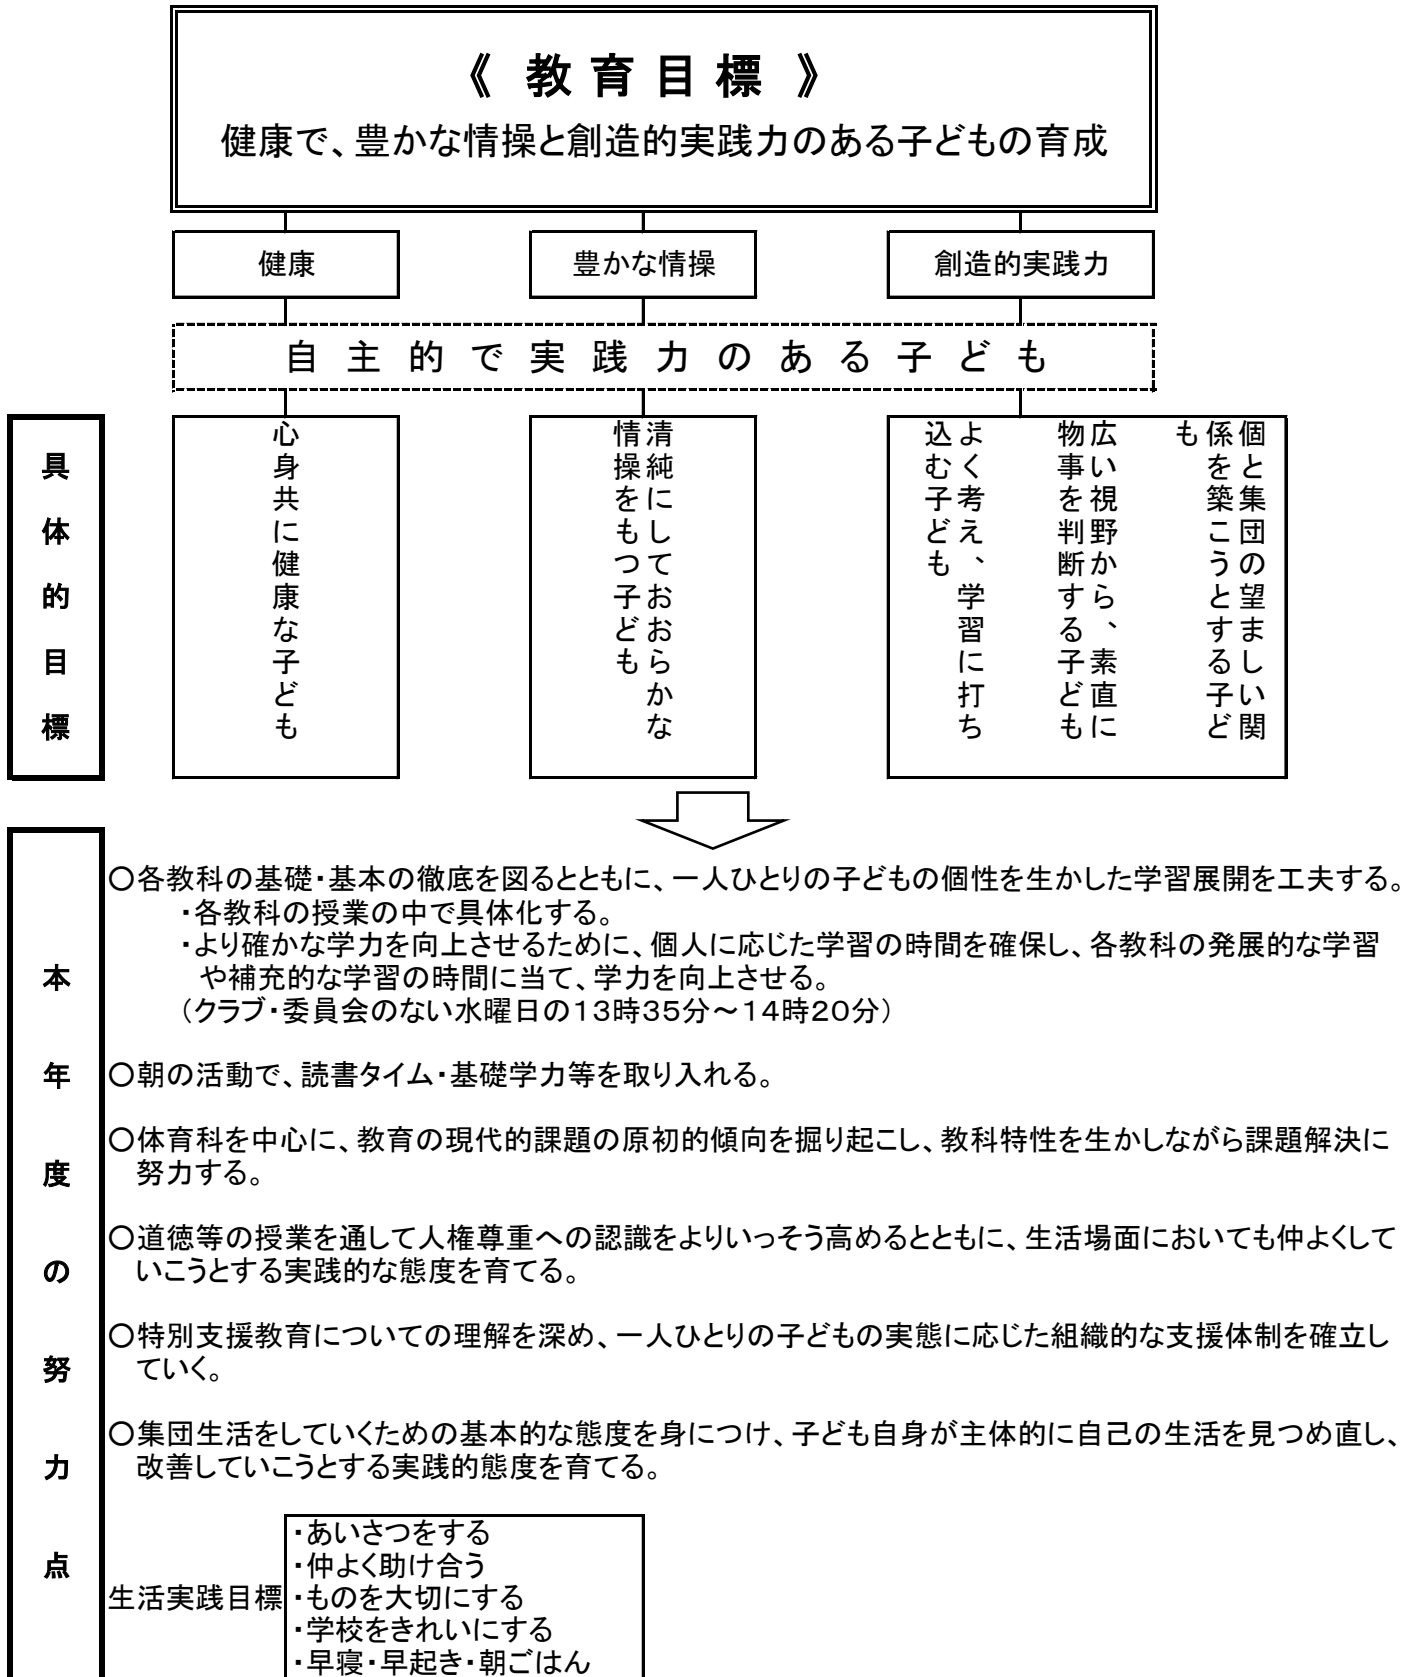 《 教 育 目 標 》
健康で、豊かな情操と創造的実践力のある子どもの育成
健康
豊かな情操
創造的実践力
自主的で実践力のある子ども
具体的目標
心身共に健康な子ども
清純にしておおらかな
情操をもつ子ども
個と集団の望ましい関
係を築こうとする子ど
も
広い視野から、素直に
物事を判断する子ども
よく考え、学習に打ち
込む子ども
本年度の努力点
○各教科の基礎・基本の徹底を図るとともに、一人ひとりの子どもの個性を生かした学習展開を工夫する。
・各教科の授業の中で具体化する。
・より確かな学力を向上させるために、個人に応じた学習の時間を確保し、各教科の発展的な学習
や補充的な学習の時間に当て、学力を向上させる。
（クラブ・委員会のない水曜日の１３時３５分～１４時２０分）
○朝の活動で、読書タイム・基礎学力等を取り入れる。
○体育科を中心に、教育の現代的課題の原初的傾向を掘り起こし、教科特性を生かしながら課題解決に
努力する。
○道徳等の授業を通して人権尊重への認識をよりいっそう高めるとともに、生活場面においても仲よくして
いこうとする実践的な態度を育てる。
○特別支援教育についての理解を深め、一人ひとりの子どもの実態に応じた組織的な支援体制を確立し
ていく。
○集団生活をしていくための基本的な態度を身につけ、子ども自身が主体的に自己の生活を見つめ直し、
改善していこうとする実践的態度を育てる。
生活実践目標
・あいさつをする
・仲よく助け合う
・ものを大切にする
・学校をきれいにする
・早寝・早起き・朝ごはん